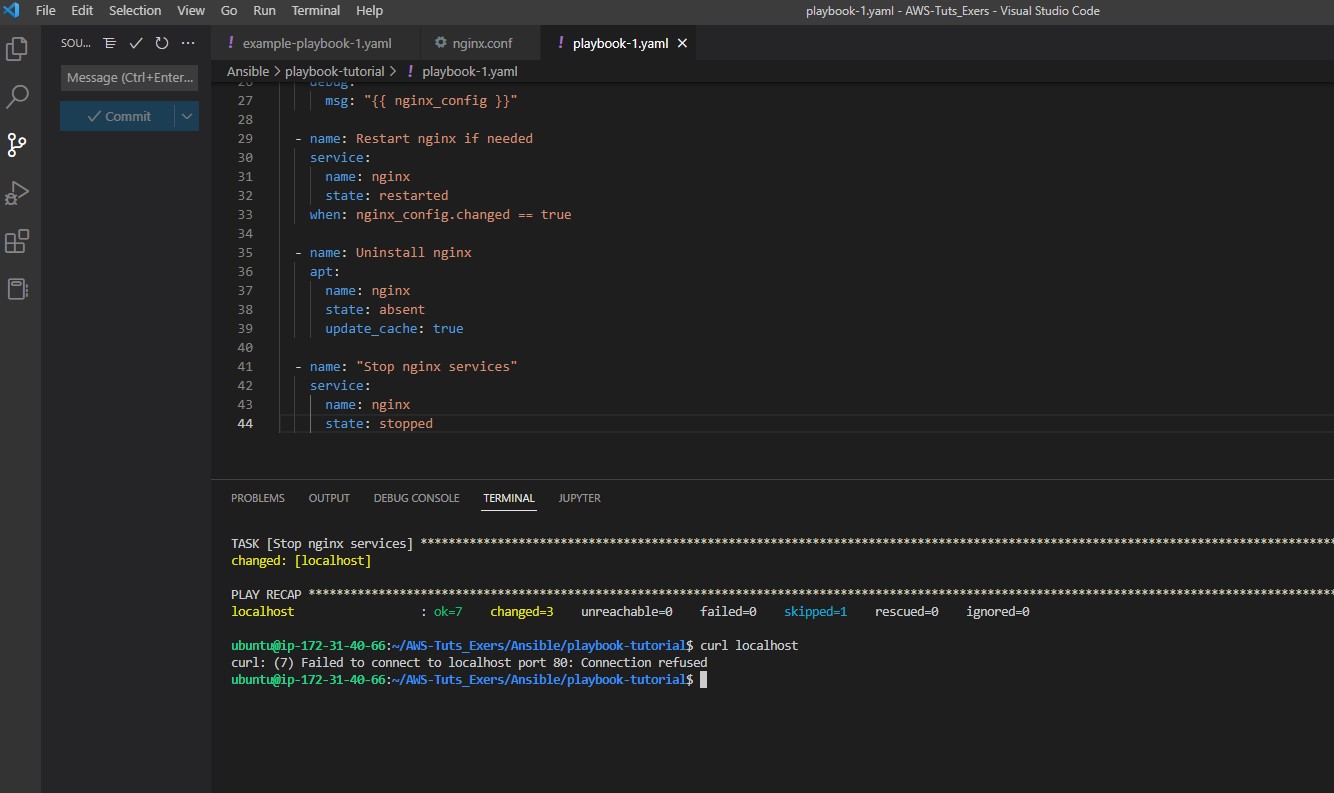 File Edit Selection View Go Run Terminal Help playbook-1.yaml - AWS-Tuts_Exers - Visual Studio Code
SOU...
Message (Ctrl+Enter...
Commit
! example-playbook-1.yaml nginx.conf ! playbook-1.yaml
Ansible > playbook-tutorial > ! playbook-1.yaml
26 debug:
27 msg: "{{ nginx_config }}"
28
29 - name: Restart nginx if needed
30 service:
31 name: nginx
32 state: restarted
33 when: nginx_config.changed == true
34
35 - name: Uninstall nginx
36 apt:
37 name: nginx
38 state: absent
39 update_cache: true
40
41 - name: "Stop nginx services"
42 service:
43 name: nginx
44 state: stopped
PROBLEMS OUTPUT DEBUG CONSOLE TERMINAL JUPYTER
TASK [Stop nginx services] ****************************************************************************************************************************************
changed: [localhost]
PLAY RECAP ********************************************************************************************************************************************************
localhost : ok=7 changed=3 unreachable=0 failed=0 skipped=1 rescued=0 ignored=0
ubuntu@ip-172-31-40-66:~/AWS-Tuts_Exers/Ansible/playbook-tutorial$ curl localhost
curl: (7) Failed to connect to localhost port 80: Connection refused
ubuntu@ip-172-31-40-66:~/AWS-Tuts_Exers/Ansible/playbook-tutorial$